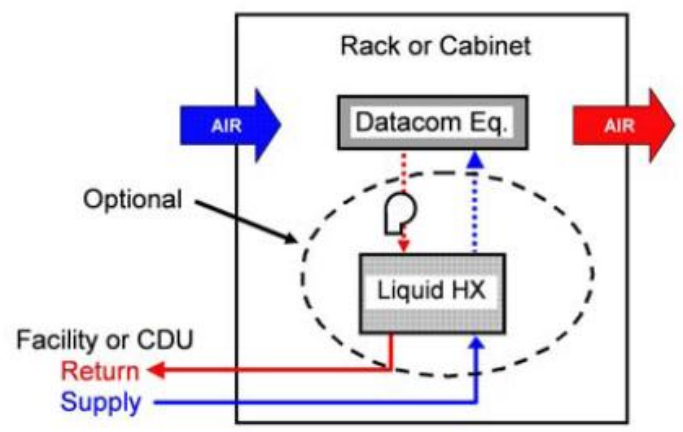 Rack or Cabinet
AIR
Datacom Eq.
AIR
Optional
Liquid HX
Facility or CDU
Return
Supply